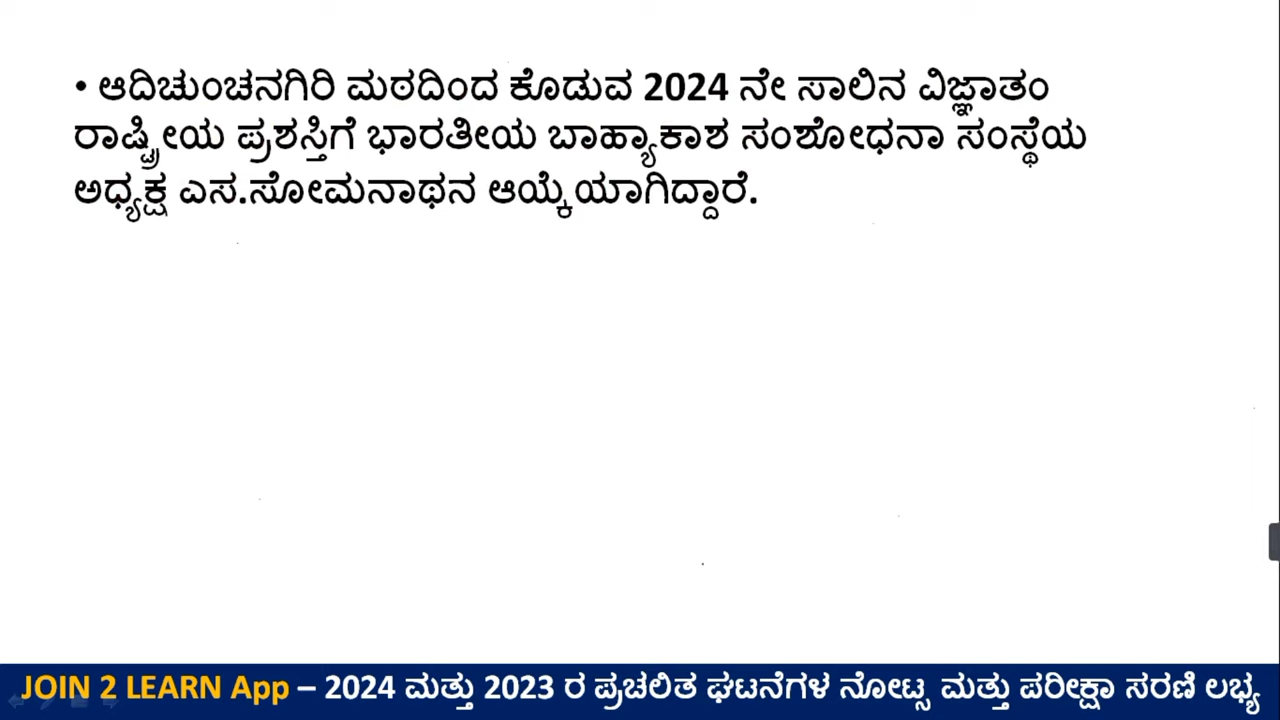 • ಆದಿಚುಂಚನಗಿರಿ ಮಠದಿಂದ ಕೊಡುವ 2024 ನೇ ಸಾಲಿನ ವಿಜ್ಞಾತಂ
ರಾಷ್ಟ್ರೀಯ ಪ್ರಶಸ್ತಿಗೆ ಭಾರತೀಯ ಬಾಹ್ಯಾಕಾಶ ಸಂಶೋಧನಾ ಸಂಸ್ಥೆಯ
ಅಧ್ಯಕ್ಷ ಎಸ.ಸೋಮನಾಥನ ಆಯ್ಕೆಯಾಗಿದ್ದಾರೆ.
JOIN 2 LEARN App – 2024 ಮತ್ತು 2023 ರ ಪ್ರಚಲಿತ ಘಟನೆಗಳ ನೋಟ್ಸ ಮತ್ತು ಪರೀಕ್ಷಾ ಸರಣಿ ಲಭ್ಯ